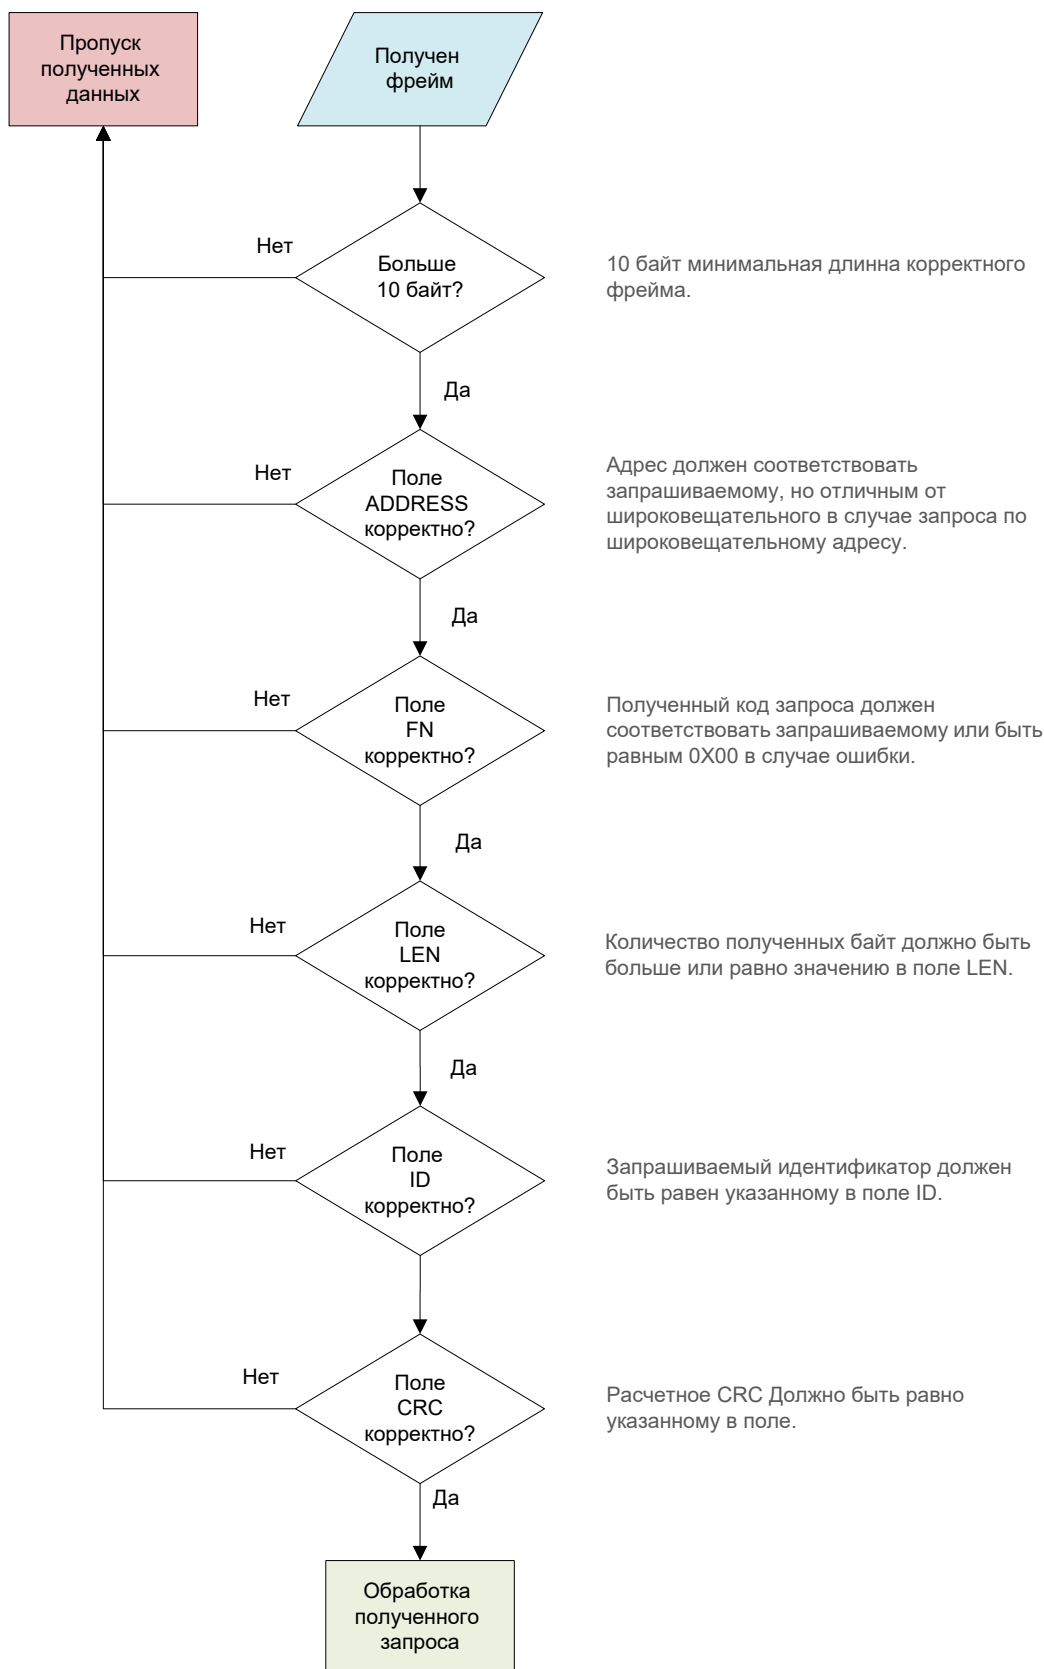 Пропуск
полученных
данных
Получен
фрейм
Нет
Больше
10 байт?
10 байт минимальная длинна корректного
фрейма.
Да
Нет
Поле
ADDRESS
корректно?
Адрес должен соответствовать
запрашиваемому, но отличным от
широковещательного в случае запроса по
широковещательному адресу.
Да
Нет
Поле
FN
корректно?
Полученный код запроса должен
соответствовать запрашиваемому или быть
равным 0X00 в случае ошибки.
Да
Нет
Поле
LEN
корректно?
Количество полученных байт должно быть
больше или равно значению в поле LEN.
Да
Нет
Поле
ID
корректно?
Запрашиваемый идентификатор должен
быть равен указанному в поле ID.
Нет
Поле
CRC
корректно?
Расчетное CRC Должно быть равно
указанному в поле.
Да
Обработка
полученного
запроса